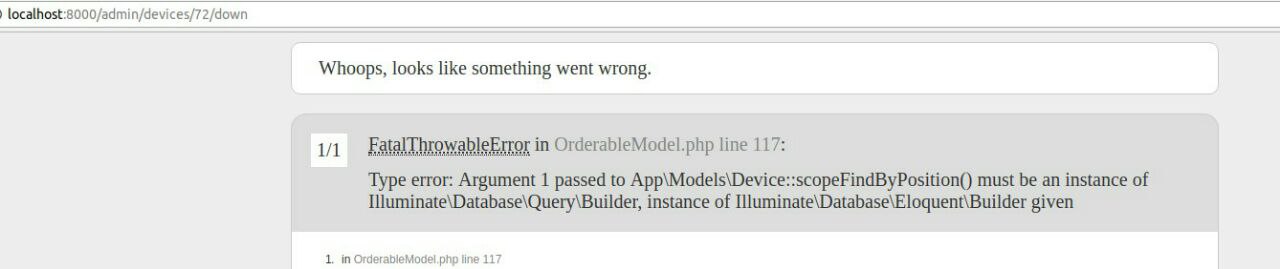 localhost:8000/admin/devices/72/down
Whoops, looks like something went wrong.
1/1
FatalThrowableError in OrderableModel.php line 117:
Type error: Argument 1 passed to App\Models\Device::scopeFindByPosition() must be an instance of
Illuminate\Database\Query\Builder, instance of Illuminate\Database\Eloquent\Builder given
1. in OrderableModel.php line 117